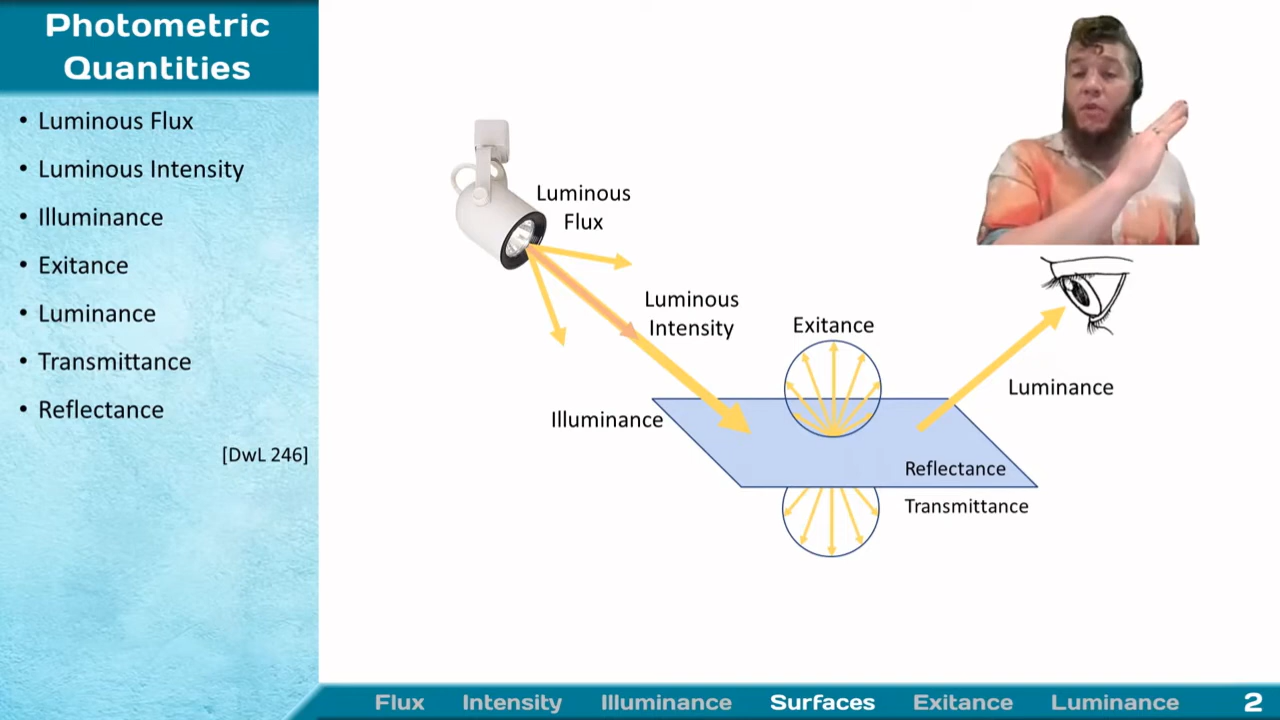 Photometric
Quantities
• Luminous Flux
• Luminous Intensity
• Illuminance
• Exitance
• Luminance
• Transmittance
• Reflectance
[DwL 246]
Luminous
Flux
Luminous
Intensity
Exitance
Luminance
Illuminance
Reflectance
Transmittance
Flux Intensity Illuminance Surfaces Exitance Luminance 2